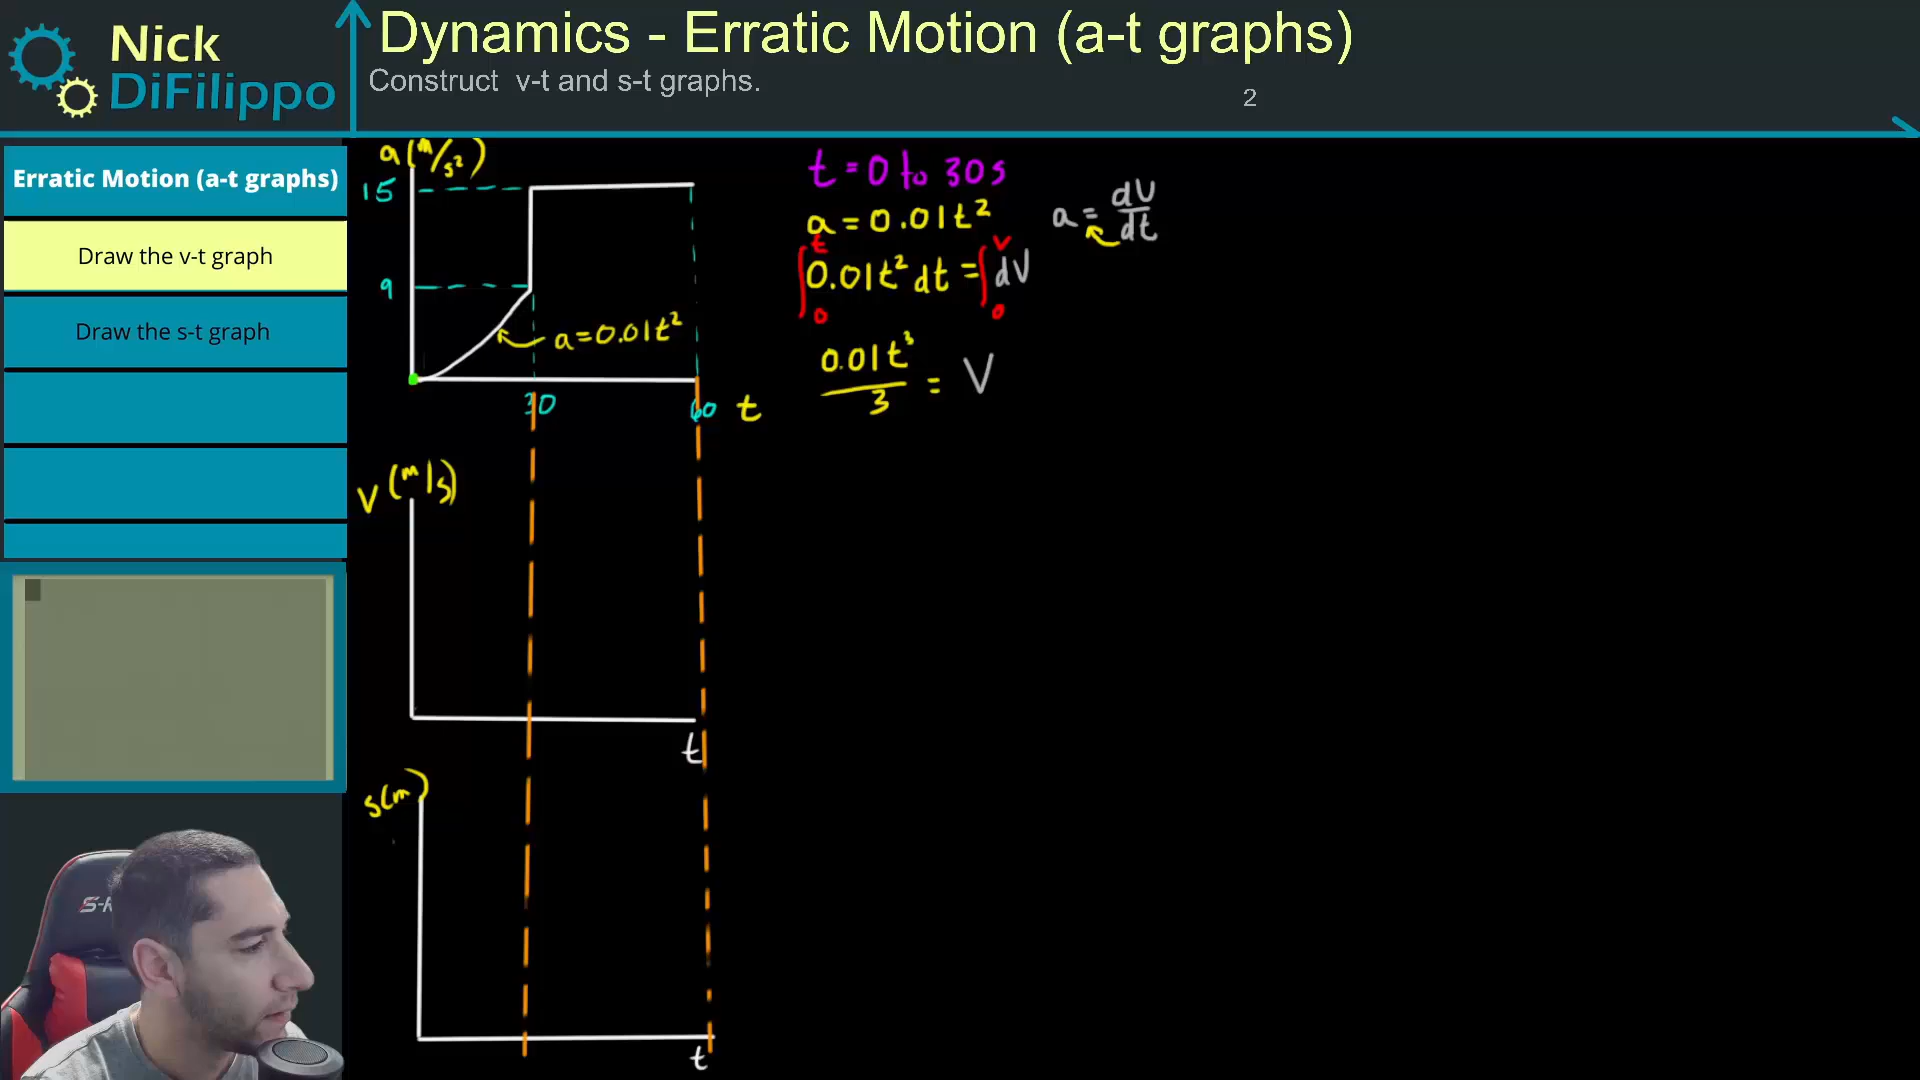 Nick
DiFilippo
Dynamics - Erratic Motion (a-t graphs)
Construct v-t and s-t graphs.
2
Erratic Motion (a-t graphs)
Draw the v-t graph
Draw the s-t graph
a (m/s²)
15
9
a = 0.01t²
30
60
t
t = 0 to 30s
a = 0.01t²
a = dV/dt
∫₀ᵗ 0.01t² dt = ∫₀ᵛ dV
0.01t³/3 = V
V (m/s)
t
s(m)
t